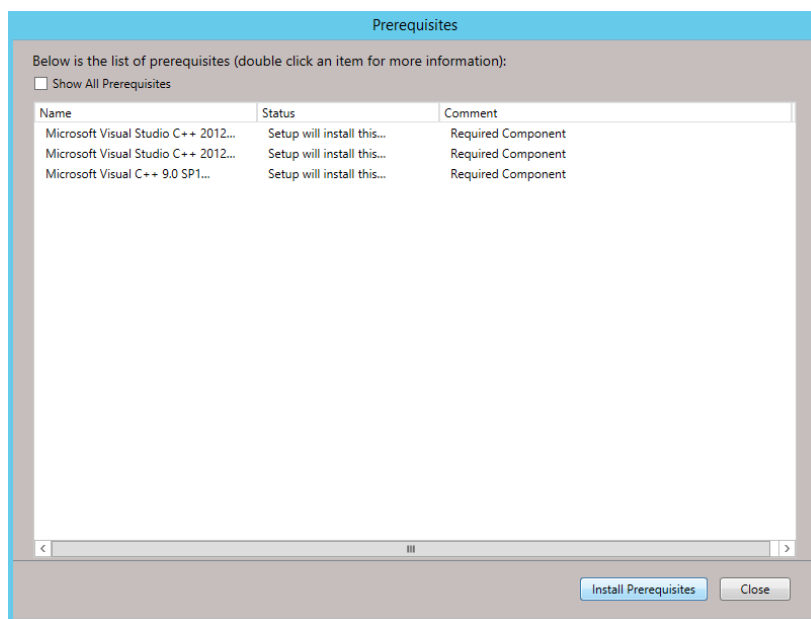 Prerequisites
Below is the list of prerequisites (double click an item for more information):
Show All Prerequisites
Name Status Comment
Microsoft Visual Studio C++ 2012... Setup will install this... Required Component
Microsoft Visual Studio C++ 2012... Setup will install this... Required Component
Microsoft Visual C++ 9.0 SP1... Setup will install this... Required Component
Install Prerequisites Close